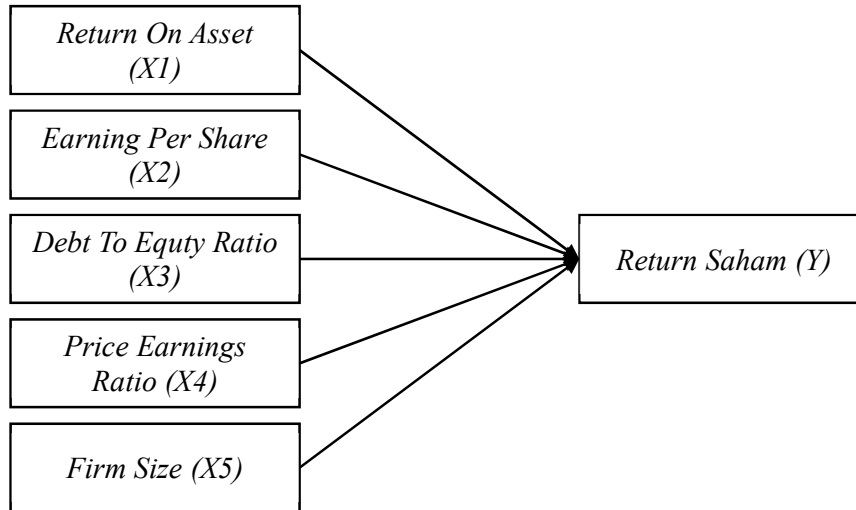 Return On Asset
(X1)
Earning Per Share
(X2)
Debt To Equty Ratio
(X3)
Return Saham (Y)
Price Earnings
Ratio (X4)
Firm Size (X5)